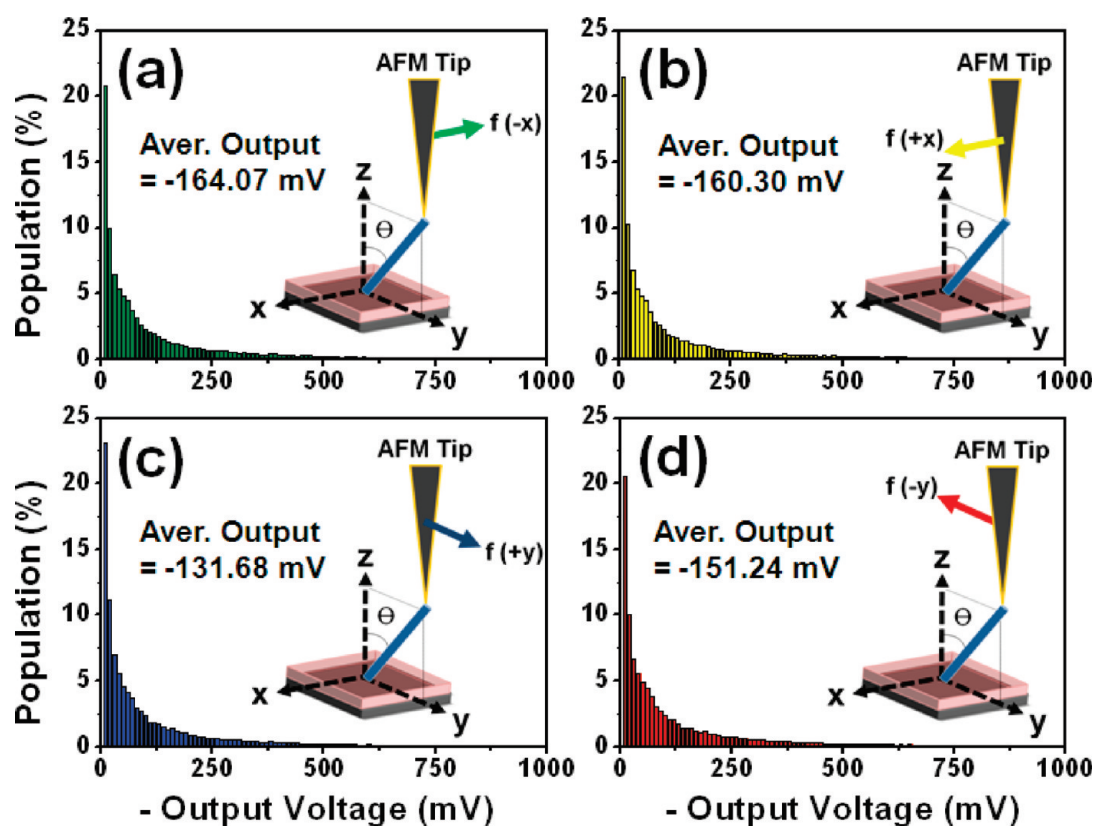 25
20
15
10
5
0
Population (%)
(a)
AFM Tip
f (-x)
Aver. Output
= -164.07 mV
z
Θ
x
y
0 250 500 750 1000
25
20
15
10
5
0
(b)
AFM Tip
f (+x)
Aver. Output
= -160.30 mV
z
Θ
x
y
0 250 500 750 1000
25
20
15
10
5
0
Population (%)
(c)
AFM Tip
f (+y)
Aver. Output
= -131.68 mV
z
Θ
x
y
0 250 500 750 1000
- Output Voltage (mV)
25
20
15
10
5
0
(d)
AFM Tip
f (-y)
Aver. Output
= -151.24 mV
z
Θ
x
y
0 250 500 750 1000
- Output Voltage (mV)